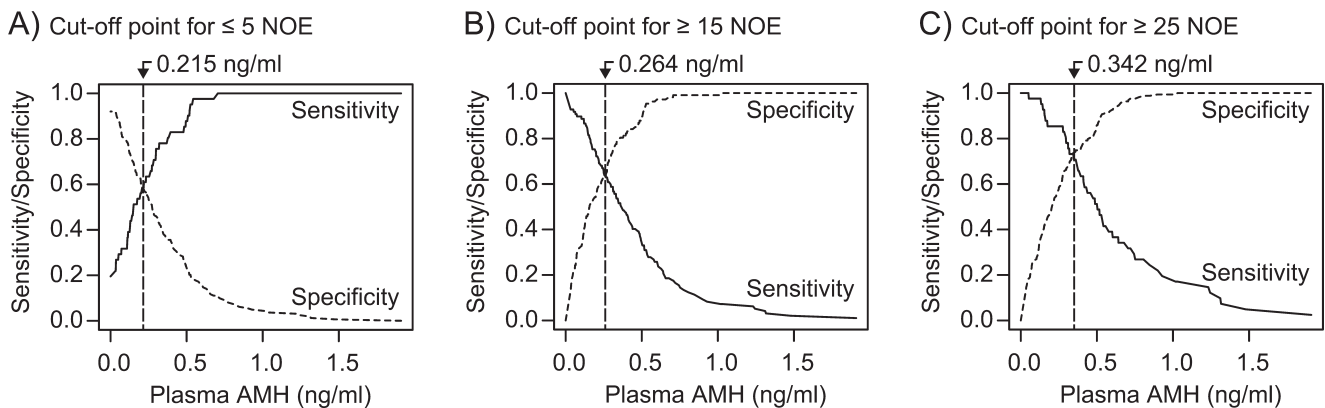 A) Cut-off point for ≤ 5 NOE
0.215 ng/ml
Sensitivity/Specificity
1.0
0.8
0.6
0.4
0.2
0.0
Sensitivity
Specificity
0.0 0.5 1.0 1.5
Plasma AMH (ng/ml)
B) Cut-off point for ≥ 15 NOE
0.264 ng/ml
Sensitivity/Specificity
1.0
0.8
0.6
0.4
0.2
0.0
Specificity
Sensitivity
0.0 0.5 1.0 1.5
Plasma AMH (ng/ml)
C) Cut-off point for ≥ 25 NOE
0.342 ng/ml
Sensitivity/Specificity
1.0
0.8
0.6
0.4
0.2
0.0
Specificity
Sensitivity
0.0 0.5 1.0 1.5
Plasma AMH (ng/ml)